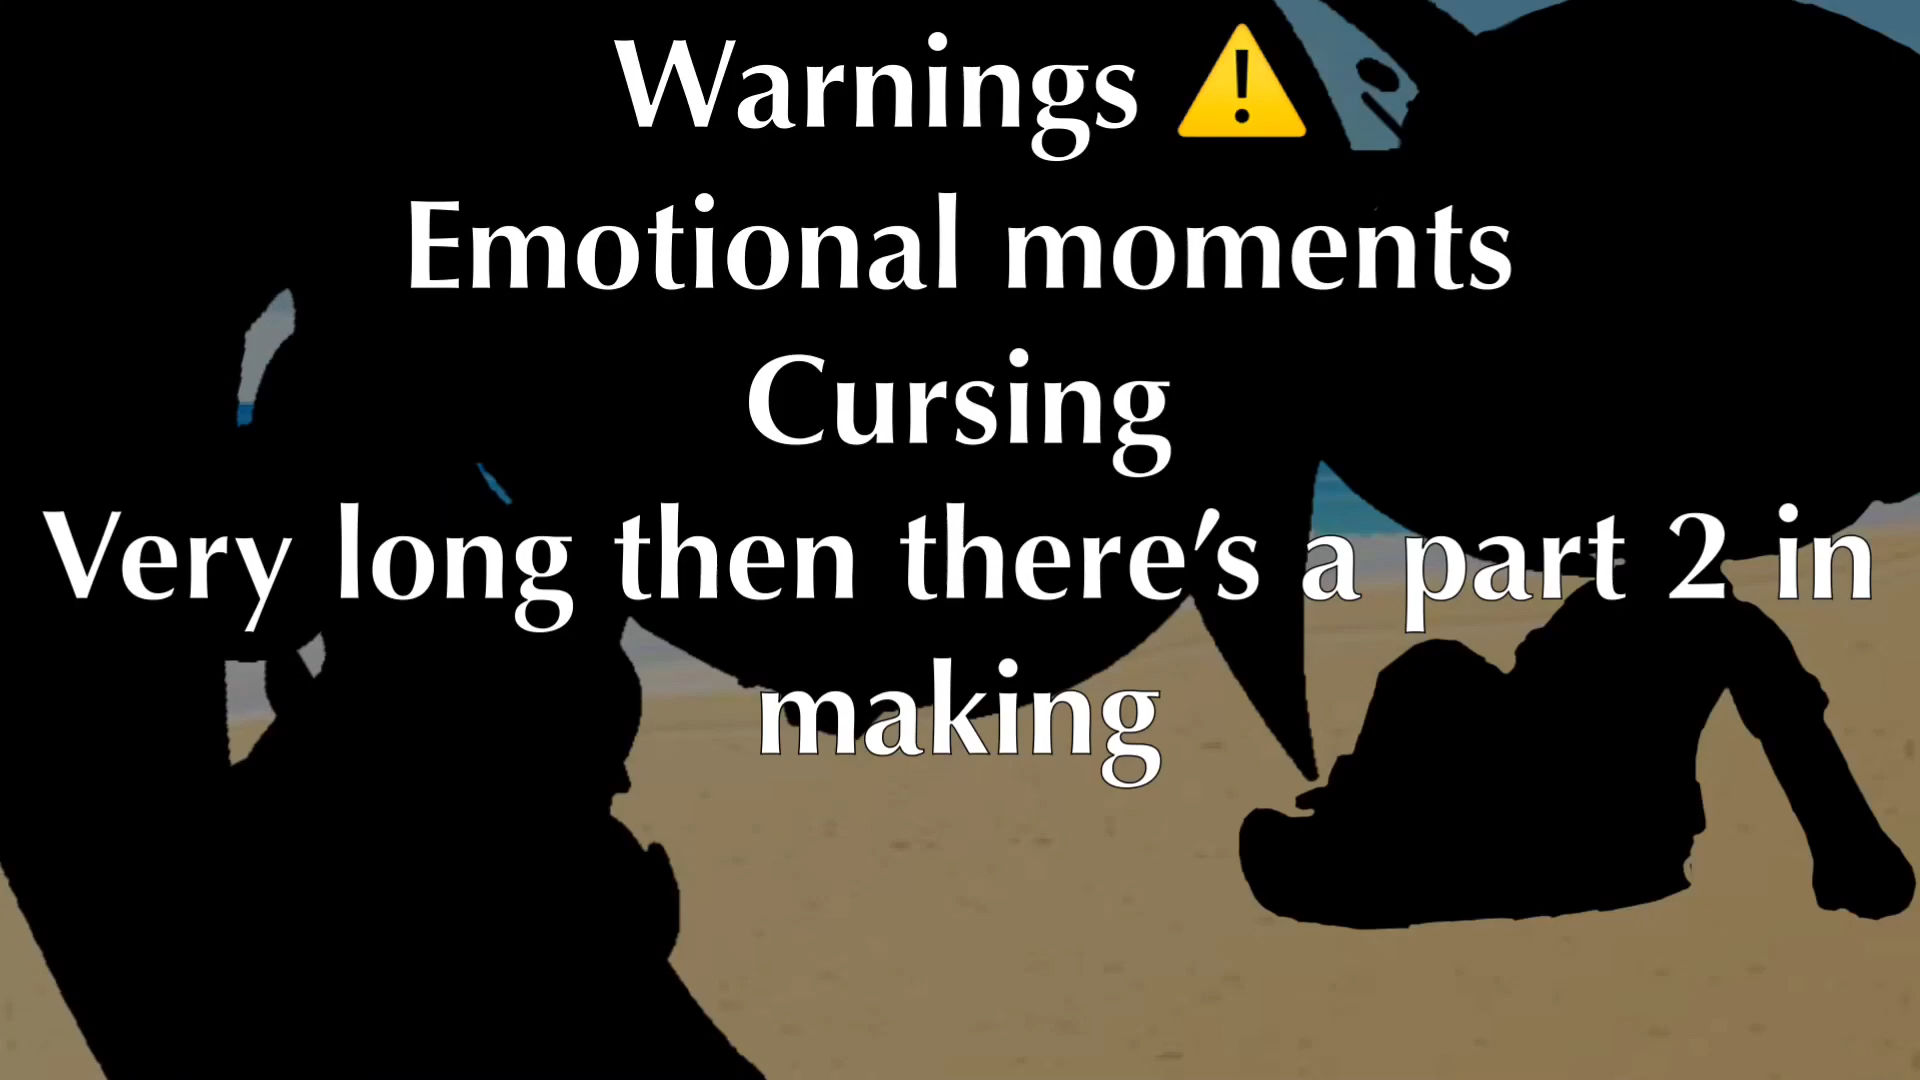 Warnings ⚠️
Emotional moments
Cursing
Very long then there’s a part 2 in
making